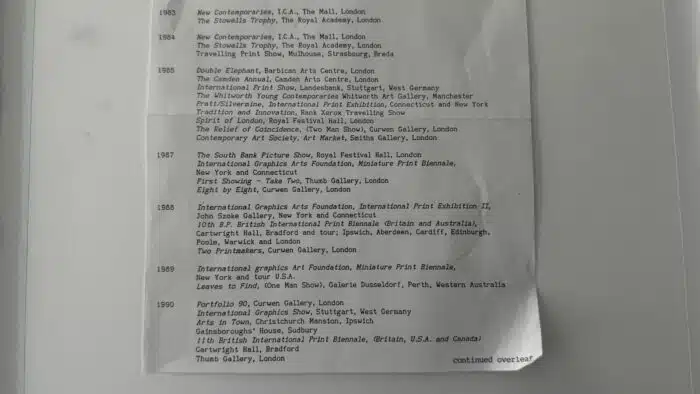 1983 New Contemporaries, I.C.A., The Mall, London
The Stowells Trophy, The Royal Academy, London
1984 New Contemporaries, I.C.A., The Mall, London
The Stowells Trophy, The Royal Academy, London
Travelling Print Show, Mulhouse, Strasbourg, Breda
1985 Double Elephant, Barbican Arts Centre, London
The Camden Annual, Camden Arts Centre, London
International Print Show, Landesbank, Stuttgart, West Germany
The Whitworth Young Contemporaries Whitworth Art Gallery, Manchester
Pratt/Silvermine, International Print Exhibition, Connecticut and New York
Tradition and Innovation, Rank Xerox Travelling Show
Spirit of London, Royal Festival Hall, London
The Relief of Coincidence, (Two Man Show), Curwen Gallery, London
Contemporary Art Society, Art Market, Smiths Gallery, London
1987 The South Bank Picture Show, Royal Festival Hall, London
International Graphics Arts Foundation, Miniature Print Biennale,
New York and Connecticut
First Showing - Take Two, Thumb Gallery, London
Eight by Eight, Curwen Gallery, London
1988 International Graphics Arts Foundation, International Print Exhibition II,
John Szoke Gallery, New York and Connecticut
10th B.P. British International Print Biennale (Britain and Australia),
Cartwright Hall, Bradford and tour; Ipswich, Aberdeen, Cardiff, Edinburgh,
Poole, Warwick and London
Two Printmakers, Curwen Gallery, London
1989 International graphics Art Foundation, Miniature Print Biennale,
New York and tour U.S.A.
Leaves to Find, (One Man Show), Galerie Dusseldorf, Perth, Western Australia
1990 Portfolio 90, Curwen Gallery, London
International Graphics Show, Stuttgart, West Germany
Arts in Town, Christchurch Mansion, Ipswich
Gainsboroughs' House, Sudbury
11th British International Print Biennale, (Britain, U.S.A. and Canada)
Cartwright Hall, Bradford
Thumb Gallery, London
continued overleaf